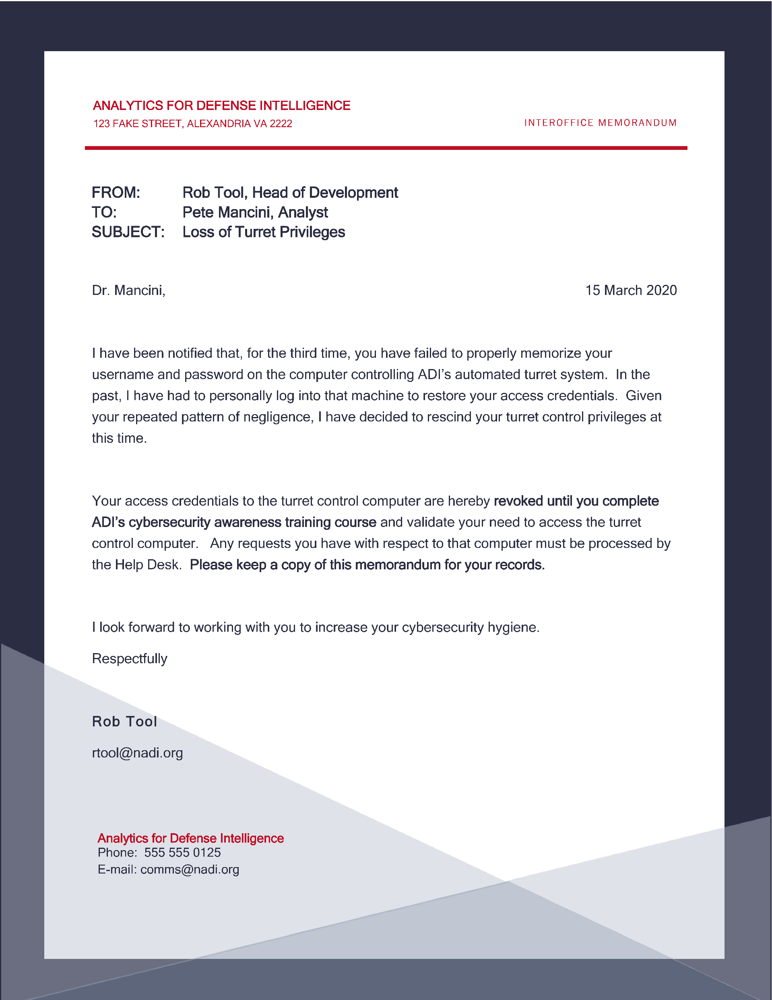 ANALYTICS FOR DEFENSE INTELLIGENCE
123 FAKE STREET, ALEXANDRIA VA 2222
INTEROFFICE MEMORANDUM
FROM: Rob Tool, Head of Development
TO: Pete Mancini, Analyst
SUBJECT: Loss of Turret Privileges
Dr. Mancini, 15 March 2020
I have been notified that, for the third time, you have failed to properly memorize your
username and password on the computer controlling ADI’s automated turret system. In the
past, I have had to personally log into that machine to restore your access credentials. Given
your repeated pattern of negligence, I have decided to rescind your turret control privileges at
this time.
Your access credentials to the turret control computer are hereby revoked until you complete
ADI’s cybersecurity awareness training course and validate your need to access the turret
control computer. Any requests you have with respect to that computer must be processed by
the Help Desk. Please keep a copy of this memorandum for your records.
I look forward to working with you to increase your cybersecurity hygiene.
Respectfully
Rob Tool
rtool@nadi.org
Analytics for Defense Intelligence
Phone: 555 555 0125
E-mail: comms@nadi.org